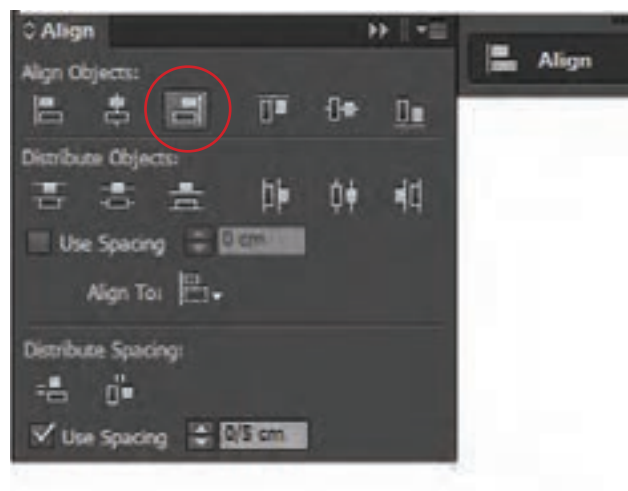 Align
Align
Align Objects:
Distribute Objects:
Use Spacing 0 cm
Align To:
Distribute Spacing:
Use Spacing 0/5 cm